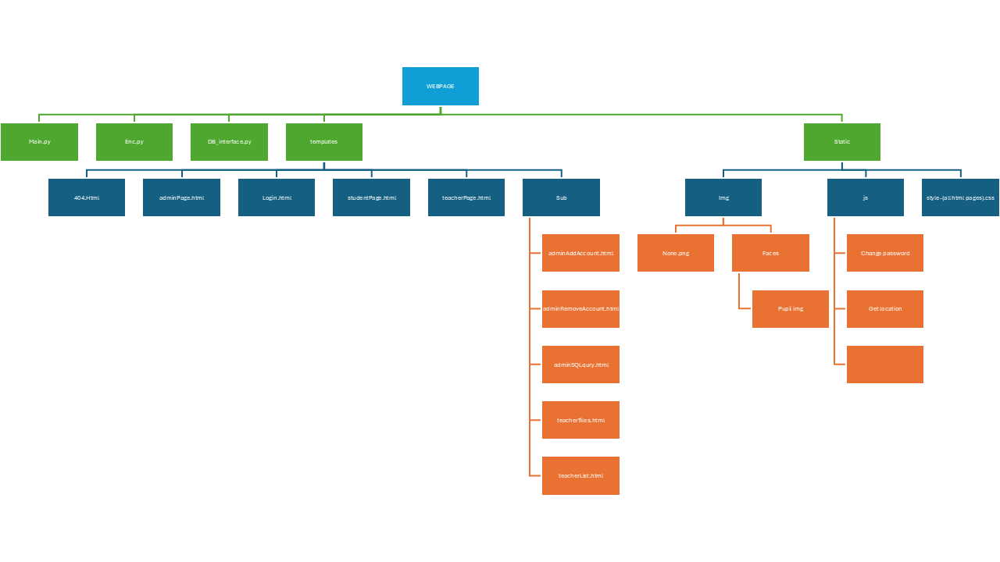 WEBPAGE
Main.py
Enc.py
DB_interface.py
templates
Static
404.Html
adminPage.html
Login.html
studentPage.html
teacherPage.html
Sub
Img
js
style-(all html pages).css
adminAddAccount.html
None.png
Faces
Change password
adminRemoveAccount.html
Pupil img
Get location
adminSQLqury.html
teacherTiles.html
teacherList.html